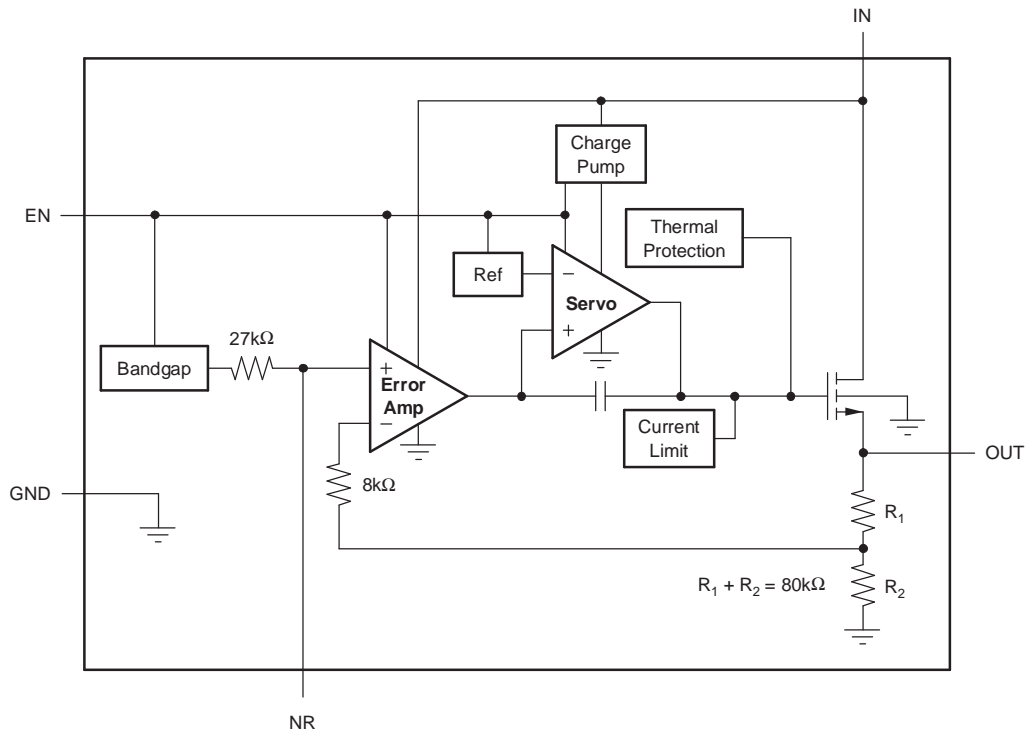 IN
Charge
Pump
EN
Thermal
Protection
Ref
−
Servo
+
27kΩ
Bandgap
+
Error
Amp
−
Current
Limit
OUT
8kΩ
GND
R1
R1 + R2 = 80kΩ
R2
NR